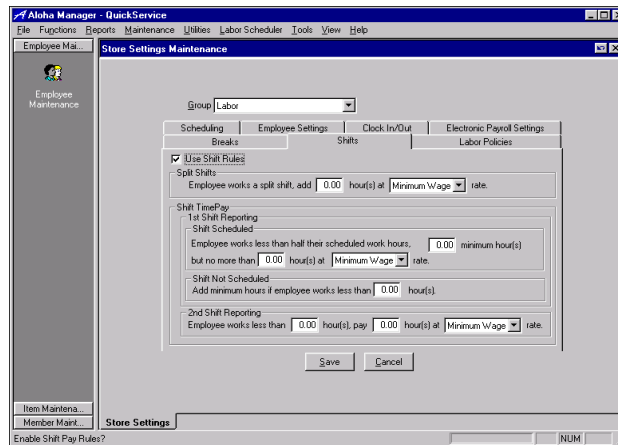 Aloha Manager - QuickService
File Functions Reports Maintenance Utilities Labor Scheduler Tools View Help
Employee Mai...
Store Settings Maintenance
Employee
Maintenance
Group Labor
Scheduling Employee Settings Clock In/Out Electronic Payroll Settings
Breaks Shifts Labor Policies
Use Shift Rules
Split Shifts
Employee works a split shift, add 0.00 hour(s) at Minimum Wage rate.
Shift TimePay
1st Shift Reporting
Shift Scheduled
Employee works less than half their scheduled work hours, 0.00 minimum hour(s)
but no more than 0.00 hour(s) at Minimum Wage rate.
Shift Not Scheduled
Add minimum hours if employee works less than 0.00 hour(s).
2nd Shift Reporting
Employee works less than 0.00 hour(s), pay 0.00 hour(s) at Minimum Wage rate.
Save Cancel
Item Maintena...
Member Maint...
Store Settings
Enable Shift Pay Rules?
NUM